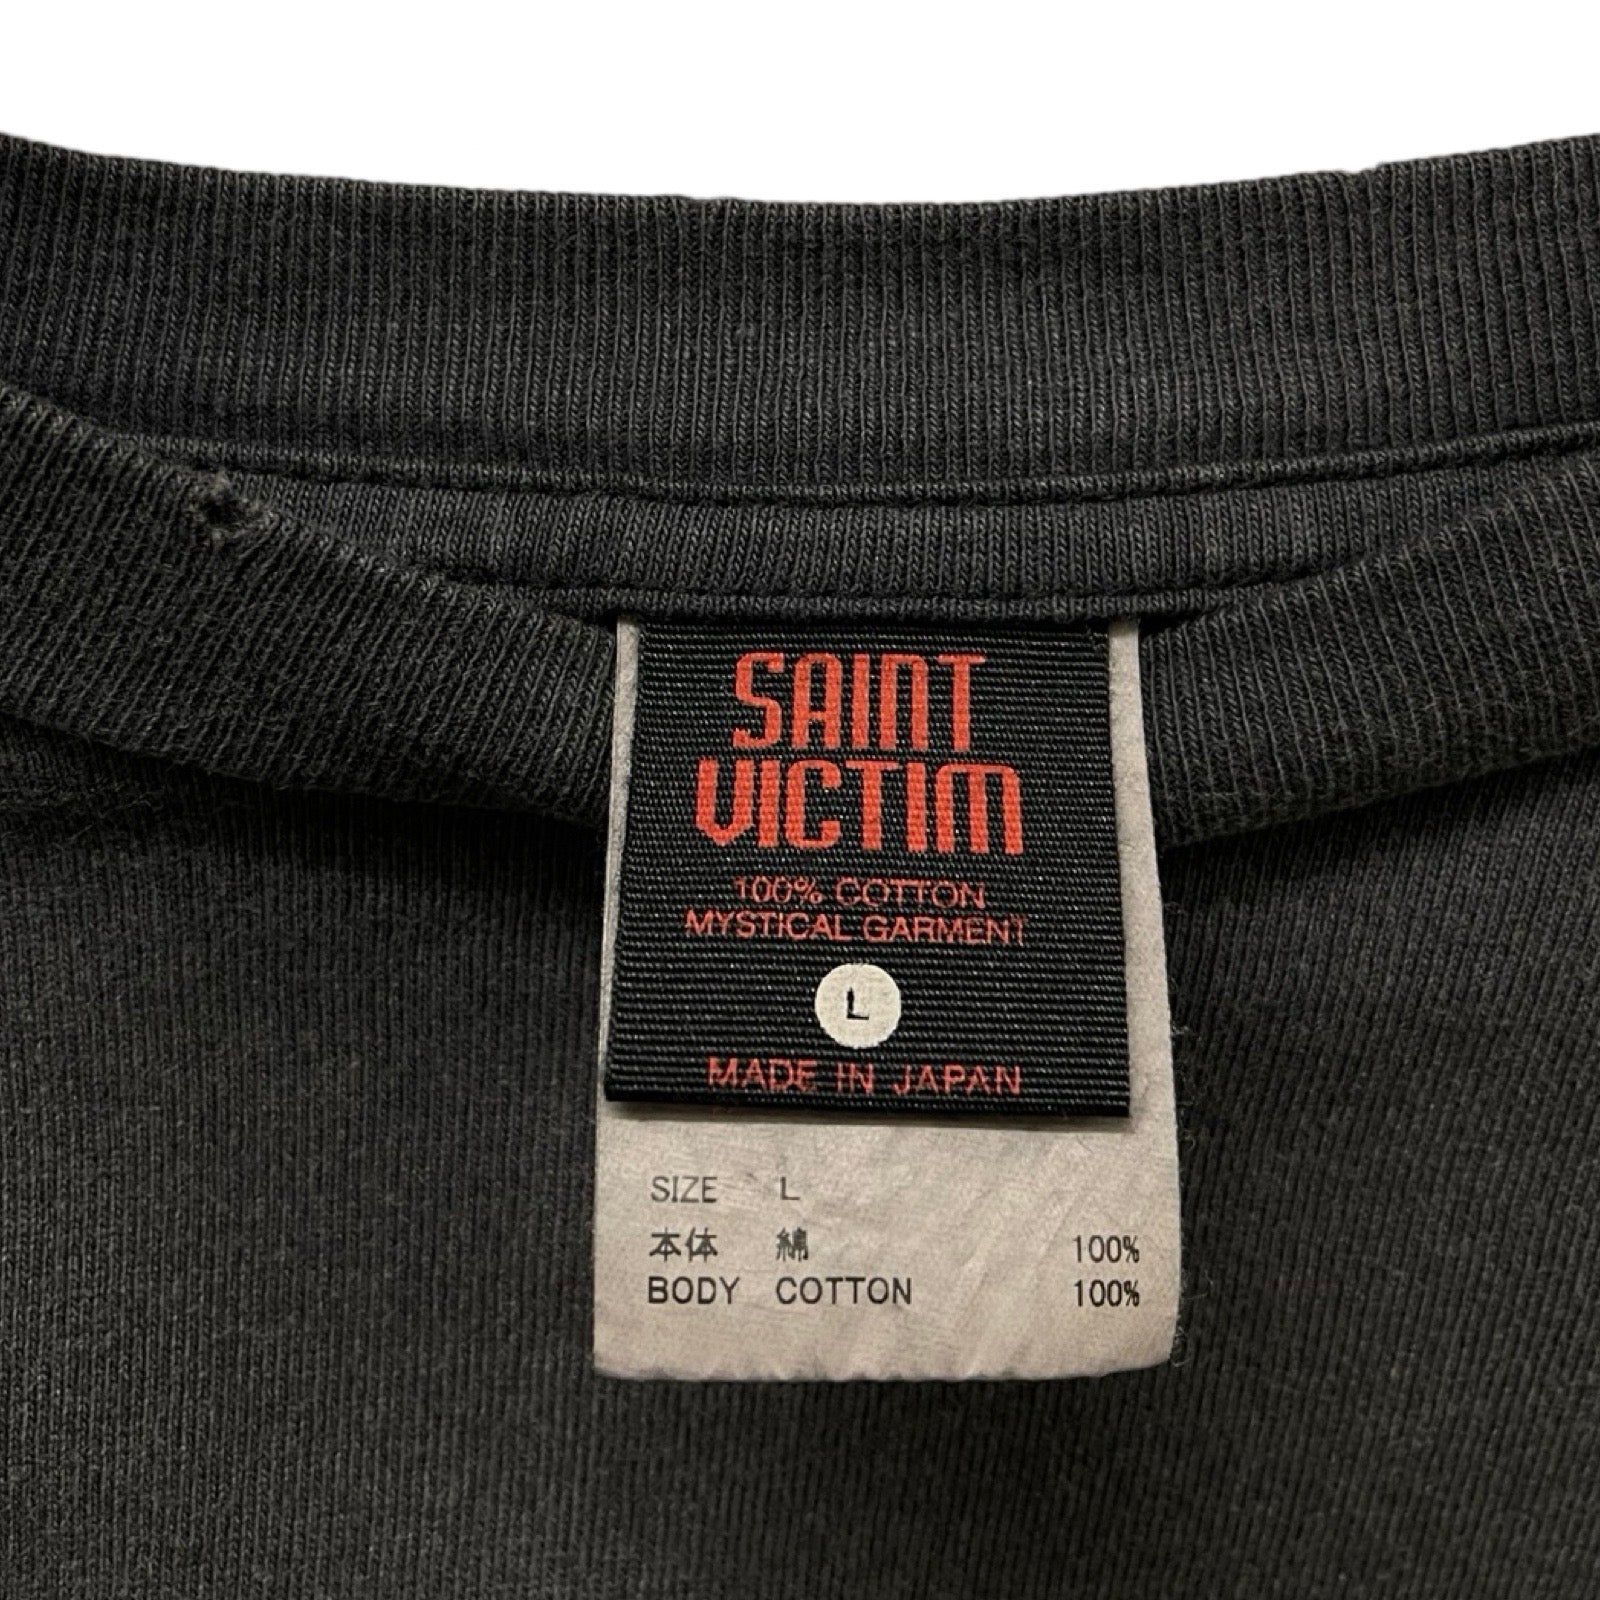 SAINT
VICTIM
100% COTTON
MYSTICAL GARMENT
L
MADE IN JAPAN
SIZE L
本体 綿 100%
BODY COTTON 100%